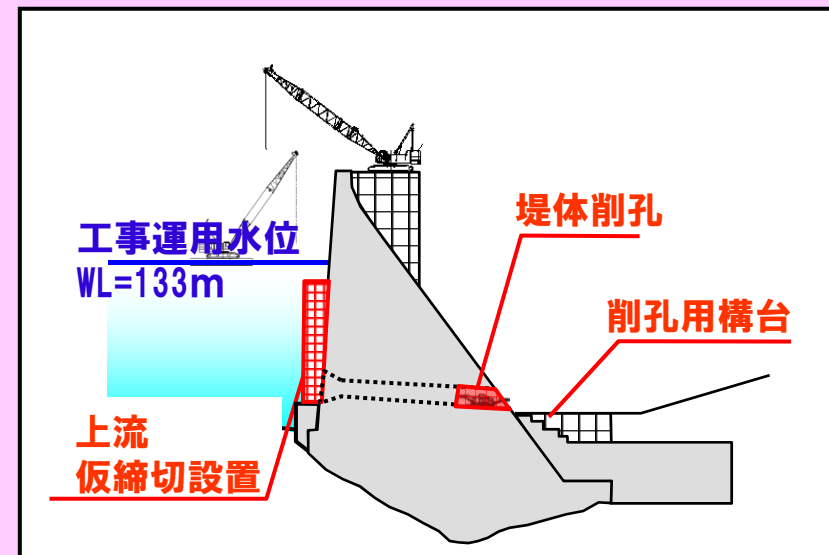 堤体削孔
工事運用水位
WL=133m
削孔用構台
上流
仮締切設置